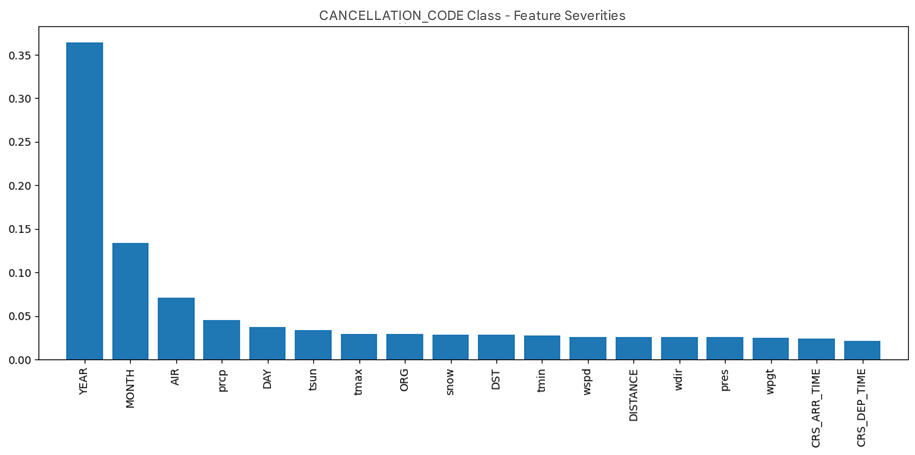 CANCELLATION_CODE Class - Feature Severities
0.35
0.30
0.25
0.20
0.15
0.10
0.05
0.00
YEAR
MONTH
AIR
prcp
DAY
tsun
tmax
ORG
snow
DST
tmin
wspd
DISTANCE
wdir
pres
wpgt
CRS_ARR_TIME
CRS_DEP_TIME